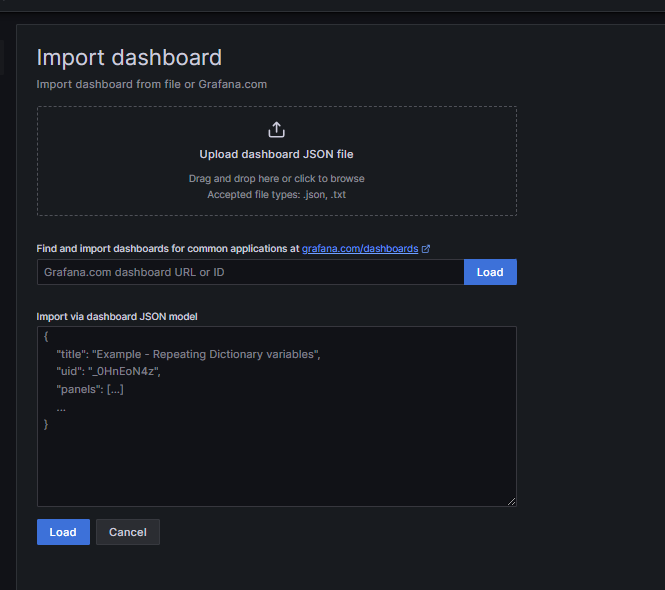 Import dashboard
Import dashboard from file or Grafana.com
Upload dashboard JSON file
Drag and drop here or click to browse
Accepted file types: .json, .txt
Find and import dashboards for common applications at grafana.com/dashboards
Grafana.com dashboard URL or ID
Load
Import via dashboard JSON model
{
"title": "Example - Repeating Dictionary variables",
"uid": "_0HnEoN4z",
"panels": [...]
...
}
Load
Cancel